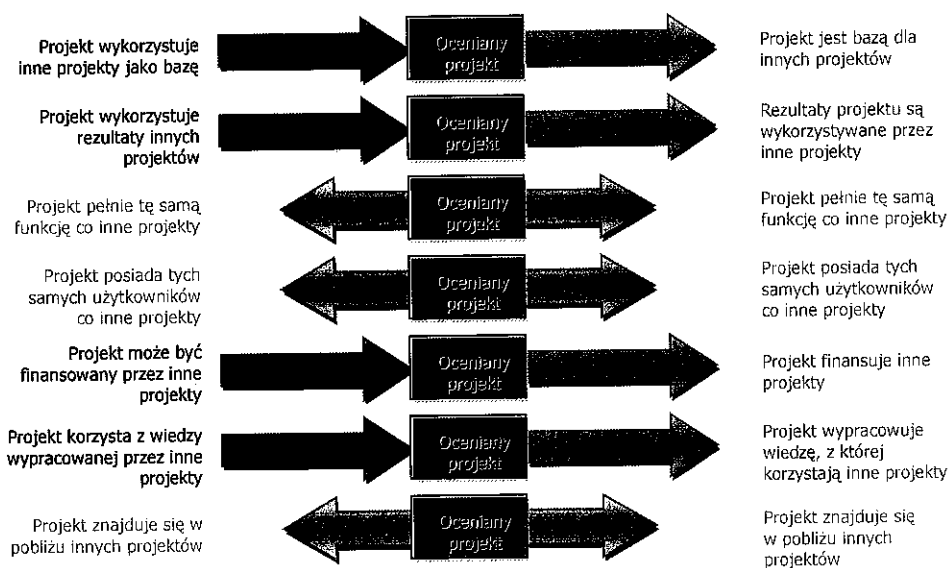 Projekt wykorzystuje
inne projekty jako bazę
Oceniany
projekt
Projekt jest bazą dla
innych projektów
Projekt wykorzystuje
rezultaty innych
projektów
Oceniany
projekt
Rezultaty projektu są
wykorzystywane przez
inne projekty
Projekt pełnie tę samą
funkcję co inne projekty
Oceniany
projekt
Projekt pełnie tę samą
funkcję co inne projekty
Projekt posiada tych
samych użytkowników
co inne projekty
Oceniany
projekt
Projekt posiada tych
samych użytkowników
co inne projekty
Projekt może być
finansowany przez inne
projekty
Oceniany
projekt
Projekt finansuje inne
projekty
Projekt korzysta z wiedzy
wypracowanej przez inne
projekty
Oceniany
projekt
Projekt wypracowuje
wiedzę, z której
korzystają inne projekty
Projekt znajduje się w
pobliżu innych projektów
Oceniany
projekt
Projekt znajduje się
w pobliżu innych
projektów